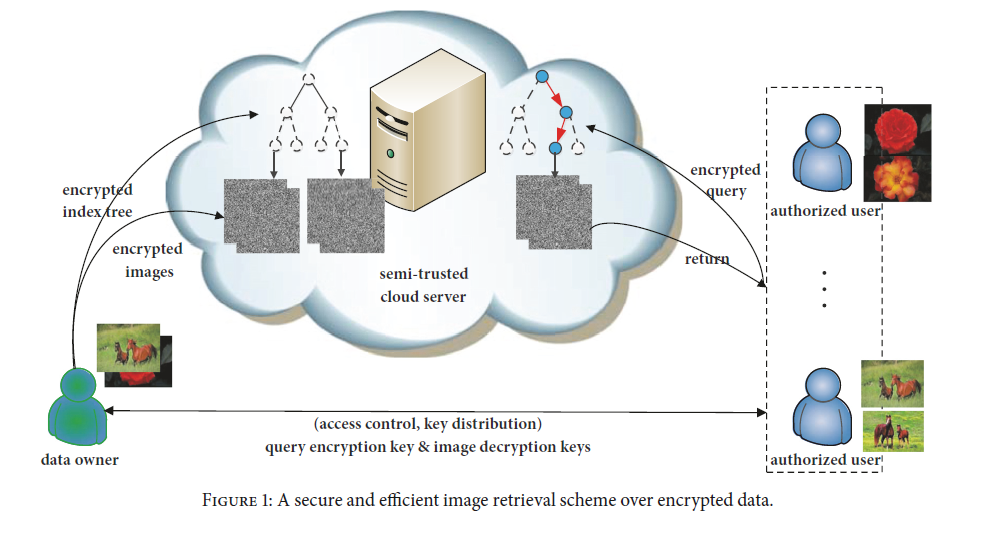 encrypted
index tree
encrypted
images
semi-trusted
cloud server
encrypted
query
return
authorized user
authorized user
data owner
(access control, key distribution)
query encryption key & image decryption keys
FIGURE 1: A secure and efficient image retrieval scheme over encrypted data.